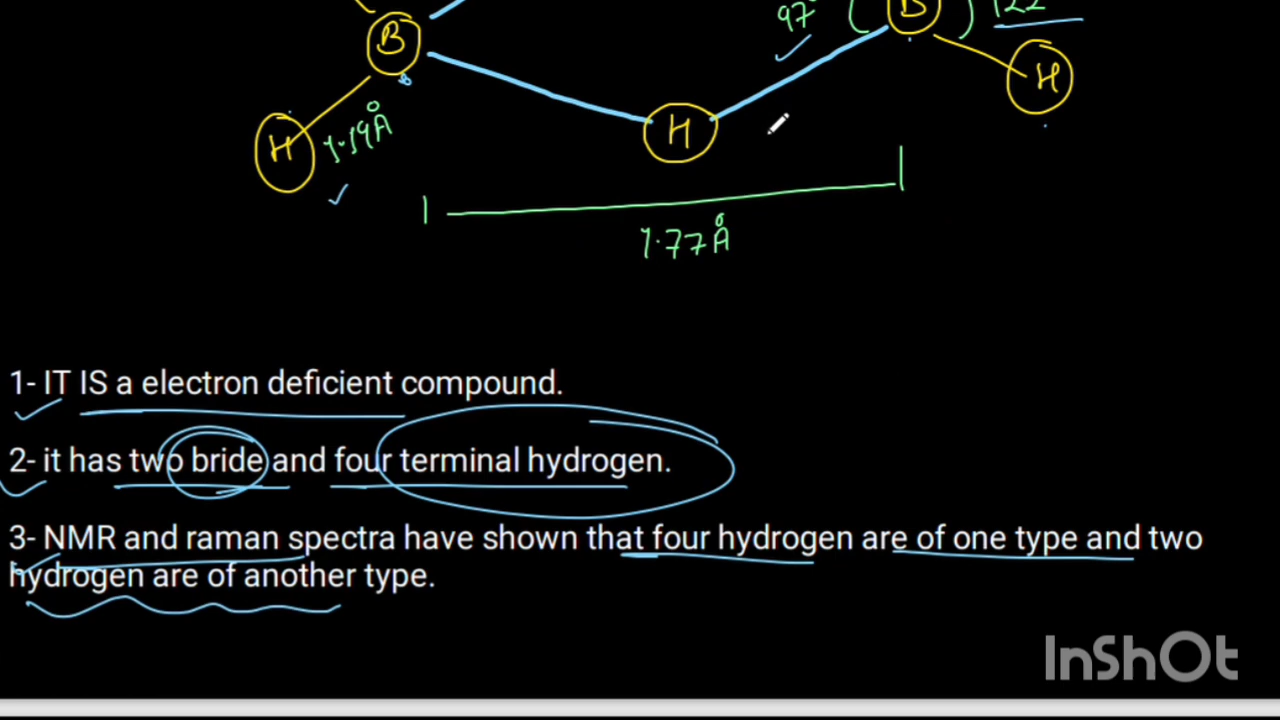 97° ( B ) 122
B
H
H
H
1.19Å
1.77Å
1- IT IS a electron deficient compound.
2- it has two bride and four terminal hydrogen.
3- NMR and raman spectra have shown that four hydrogen are of one type and two
hydrogen are of another type.
InShOt